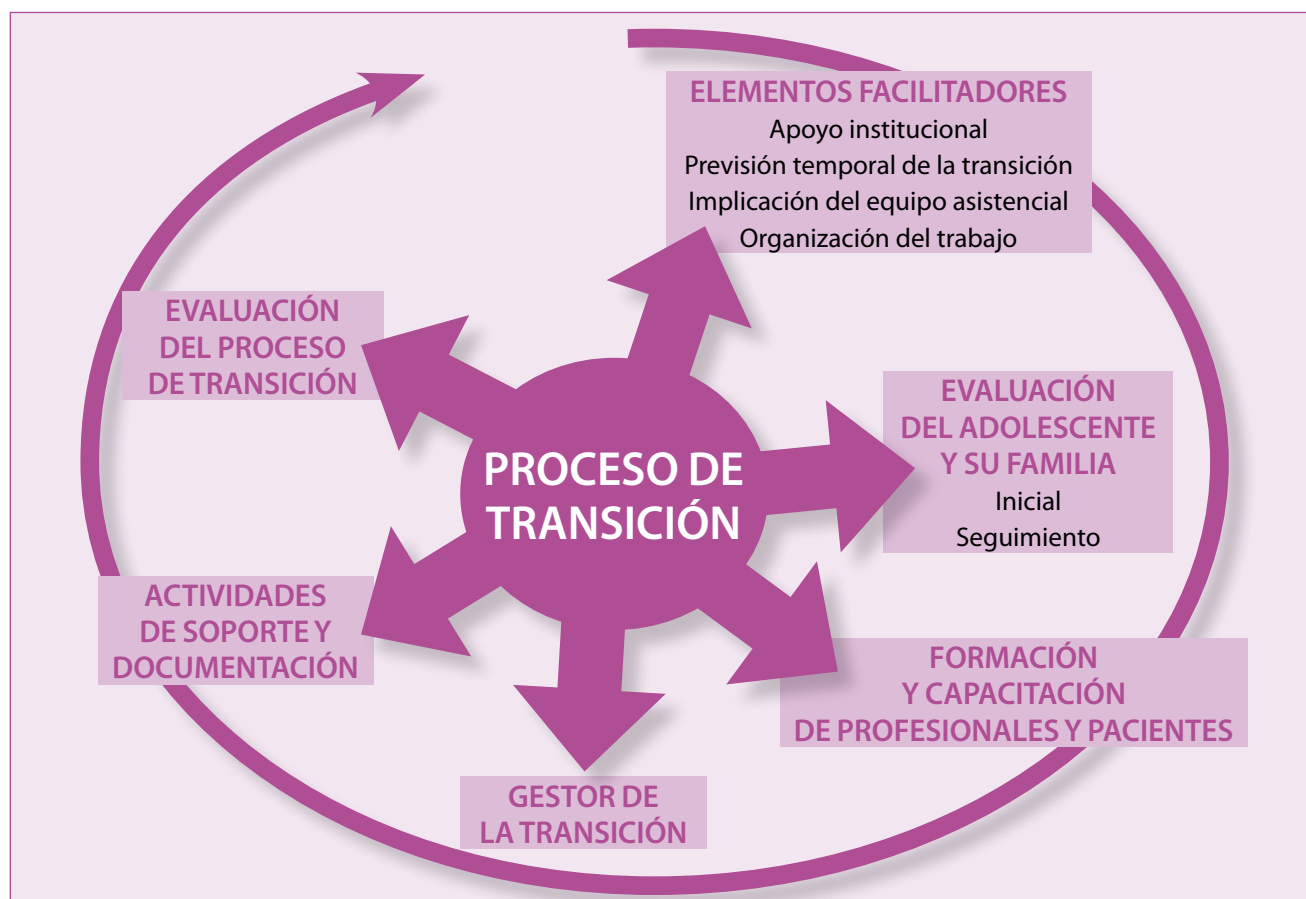 ELEMENTOS FACILITADORES
Apoyo institucional
Previsión temporal de la transición
Implicación del equipo asistencial
Organización del trabajo
EVALUACIÓN
DEL ADOLESCENTE
Y SU FAMILIA
Inicial
Seguimiento
FORMACIÓN
Y CAPACITACIÓN
DE PROFESIONALES Y PACIENTES
GESTOR DE
LA TRANSICIÓN
ACTIVIDADES
DE SOPORTE Y
DOCUMENTACIÓN
EVALUACIÓN
DEL PROCESO
DE TRANSICIÓN
PROCESO DE
TRANSICIÓN